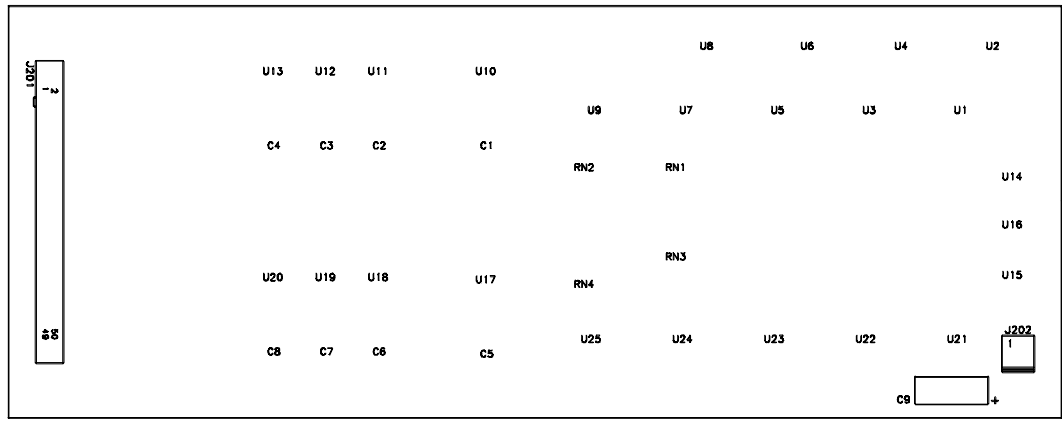 U8 U6 U4 U2
J201
U13 U12 U11 U10
2
1
U9 U7 U5 U3 U1
C4 C3 C2 C1
RN2 RN1
U14
U16
RN3
U20 U19 U18 U17
U15
RN4
J202
50
49
U25 U24 U23 U22 U21
1
C8 C7 C6 C5
C9 +